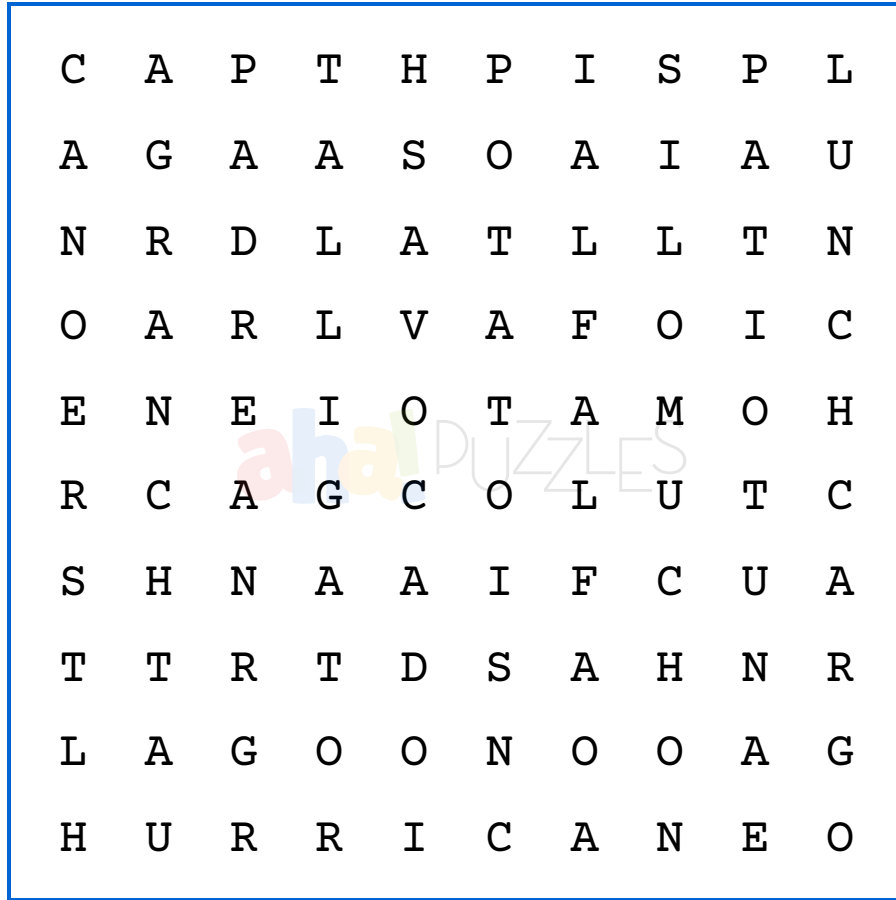 C A P T H P I S P L
A G A A S O A I A U
N R D L A T L L T N
O A R L V A F O I C
E N E I O T A M O H
R C A G C O L U T C
S H N A A I F C U A
T T R T D S A H N R
L A G O O N O O A G
H U R R I C A N E O
aha! PUZZLES